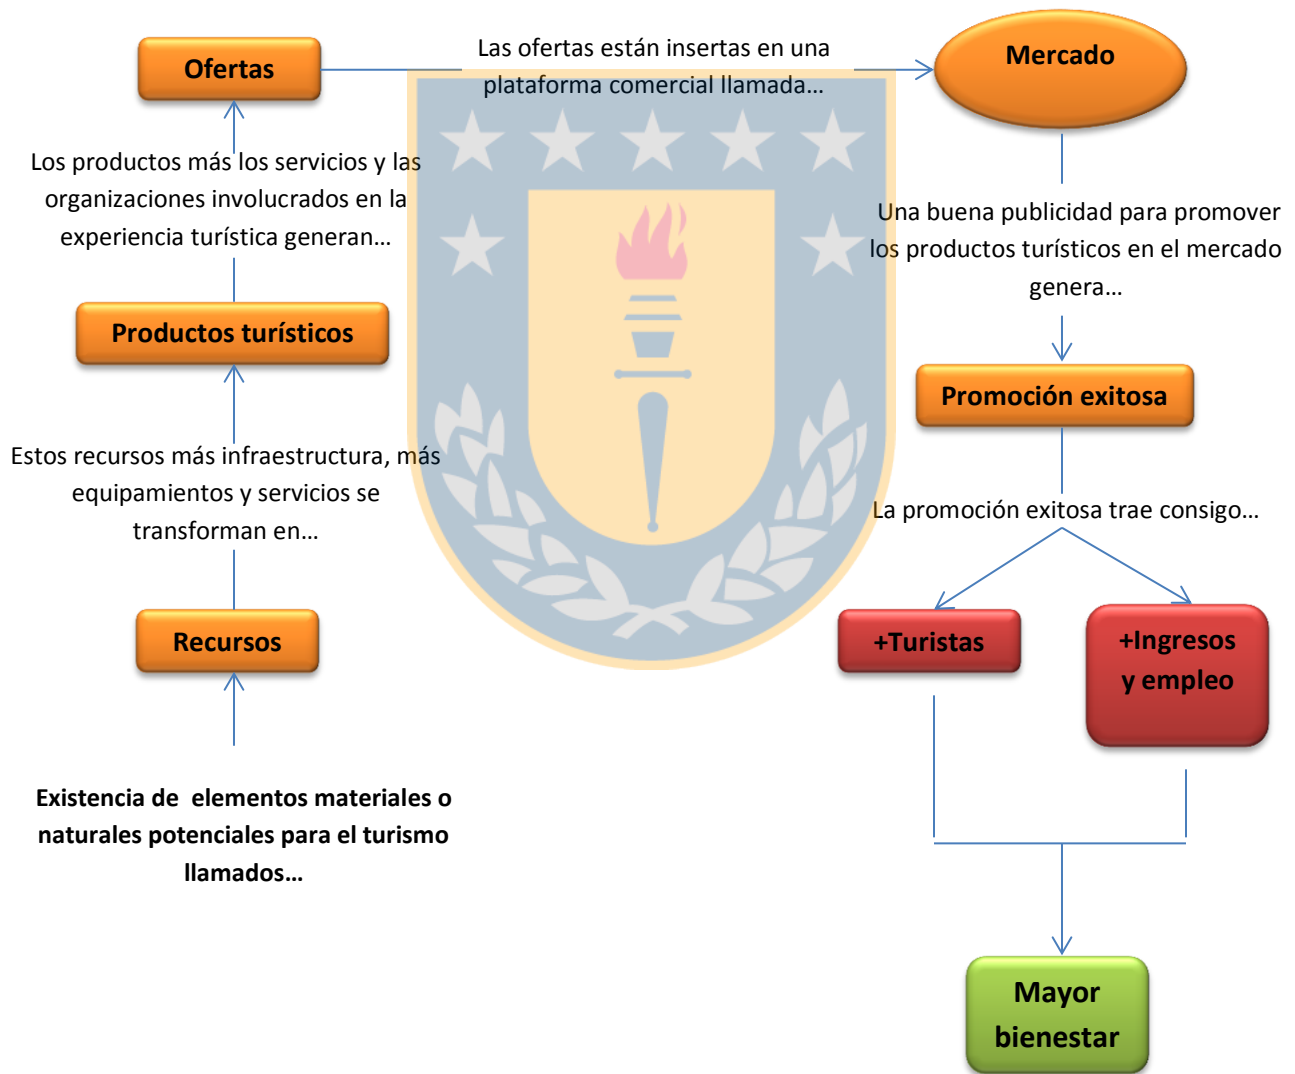 Ofertas
Las ofertas están insertas en una
plataforma comercial llamada…
Mercado
Los productos más los servicios y las
organizaciones involucrados en la
experiencia turística generan…
Una buena publicidad para promover
los productos turísticos en el mercado
genera…
Productos turísticos
Promoción exitosa
Estos recursos más infraestructura, más
equipamientos y servicios se
transforman en…
La promoción exitosa trae consigo…
Recursos
+Turistas
+Ingresos
y empleo
Existencia de elementos materiales o
naturales potenciales para el turismo
llamados…
Mayor
bienestar